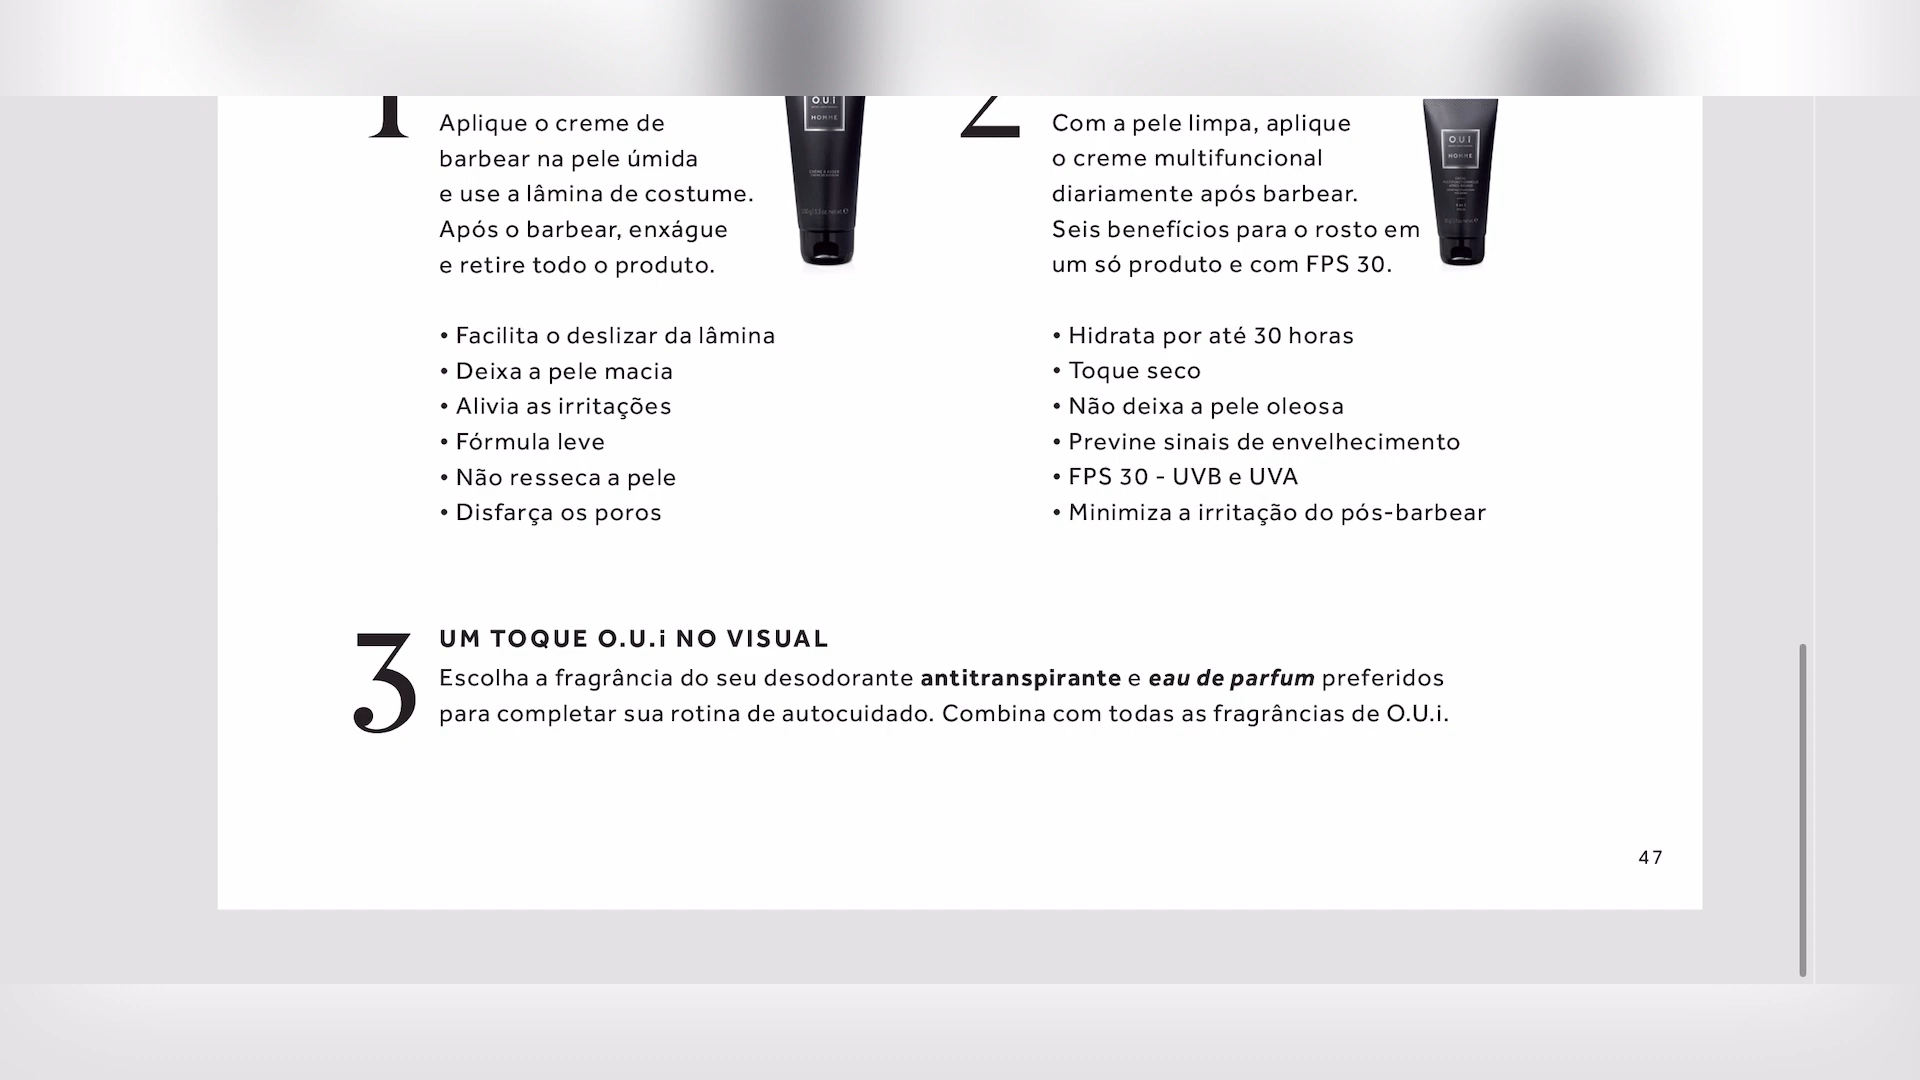 1
Aplique o creme de
barbear na pele úmida
e use a lâmina de costume.
Após o barbear, enxágue
e retire todo o produto.
• Facilita o deslizar da lâmina
• Deixa a pele macia
• Alivia as irritações
• Fórmula leve
• Não resseca a pele
• Disfarça os poros
O.U.i
HOMME
2
Com a pele limpa, aplique
o creme multifuncional
diariamente após barbear.
Seis benefícios para o rosto em
um só produto e com FPS 30.
• Hidrata por até 30 horas
• Toque seco
• Não deixa a pele oleosa
• Previne sinais de envelhecimento
• FPS 30 - UVB e UVA
• Minimiza a irritação do pós-barbear
O.U.i
HOMME
3
UM TOQUE O.U.i NO VISUAL
Escolha a fragrância do seu desodorante antitranspirante e eau de parfum preferidos
para completar sua rotina de autocuidado. Combina com todas as fragrâncias de O.U.i.
47